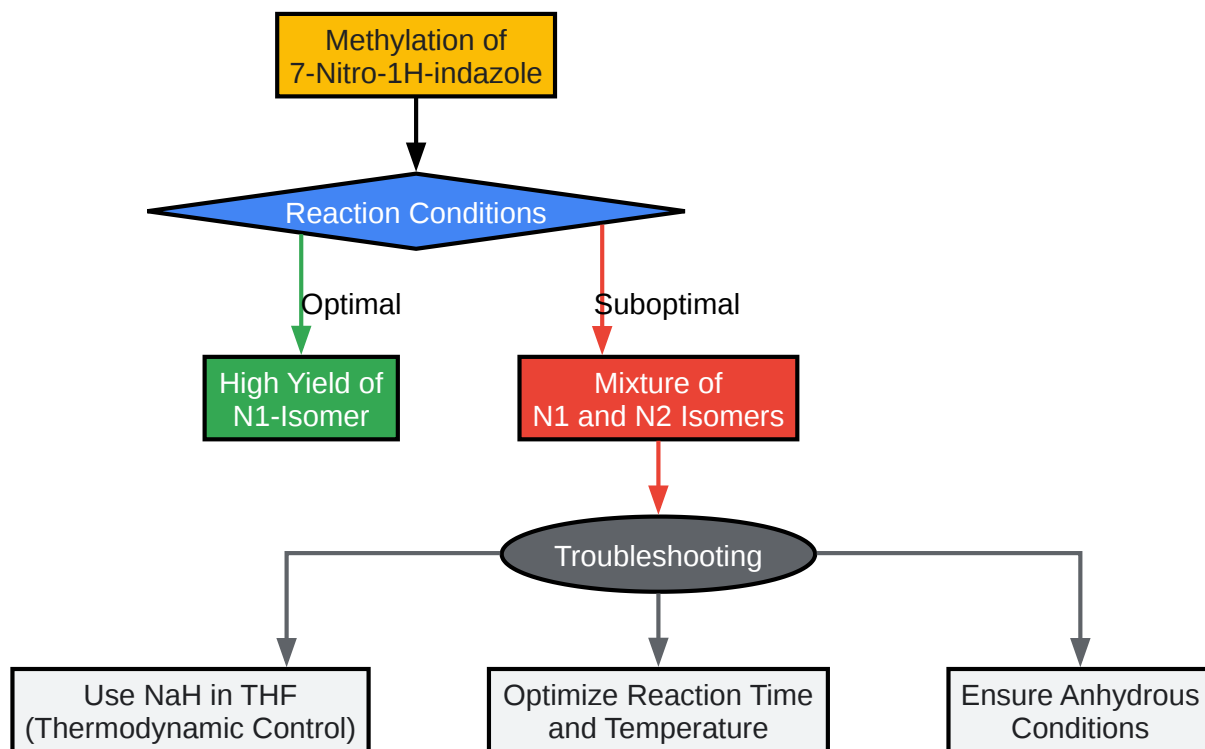 Methylation of
7-Nitro-1H-indazole
Reaction Conditions
Optimal
Suboptimal
High Yield of
N1-Isomer
Mixture of
N1 and N2 Isomers
Troubleshooting
Use NaH in THF
(Thermodynamic Control)
Optimize Reaction Time
and Temperature
Ensure Anhydrous
Conditions